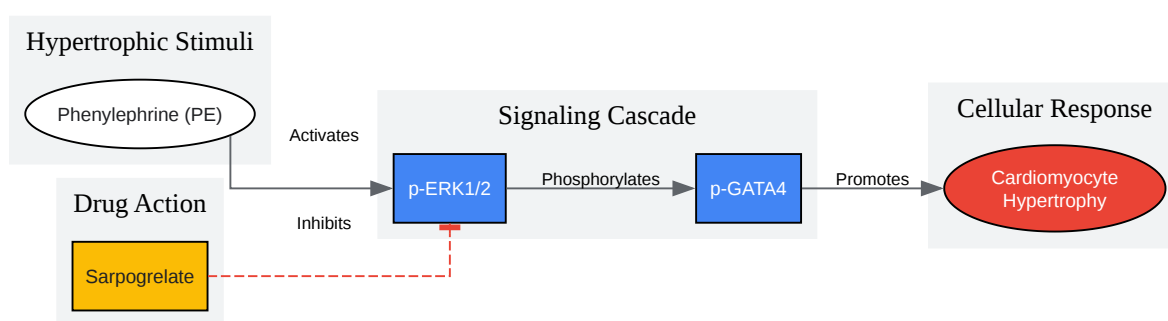 Hypertrophic Stimuli
Phenylephrine (PE)
Activates
Signaling Cascade
p-ERK1/2
Phosphorylates
p-GATA4
Promotes
Cellular Response
Cardiomyocyte
Hypertrophy
Drug Action
Inhibits
Sarpogrelate